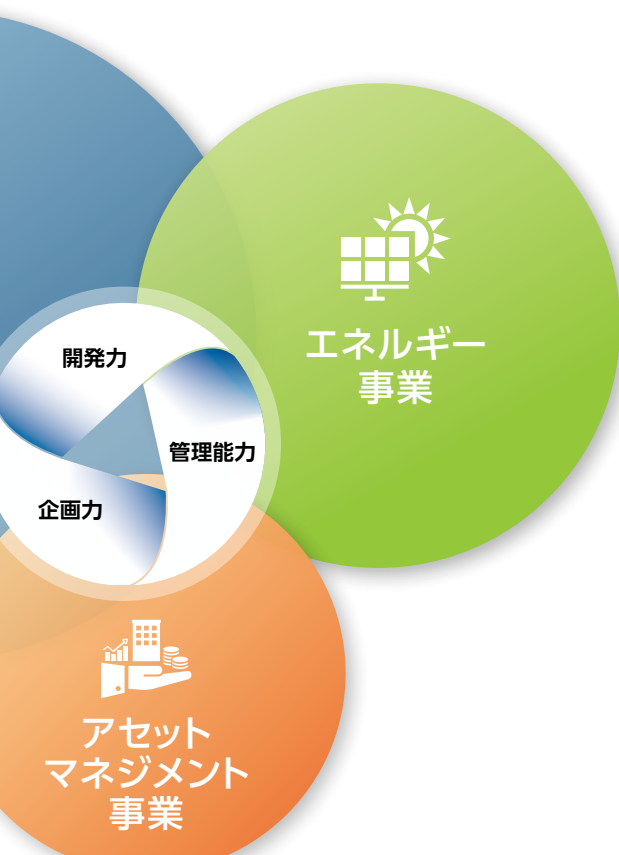 エネルギー
事業
開発力
管理能力
企画力
アセット
マネジメント
事業